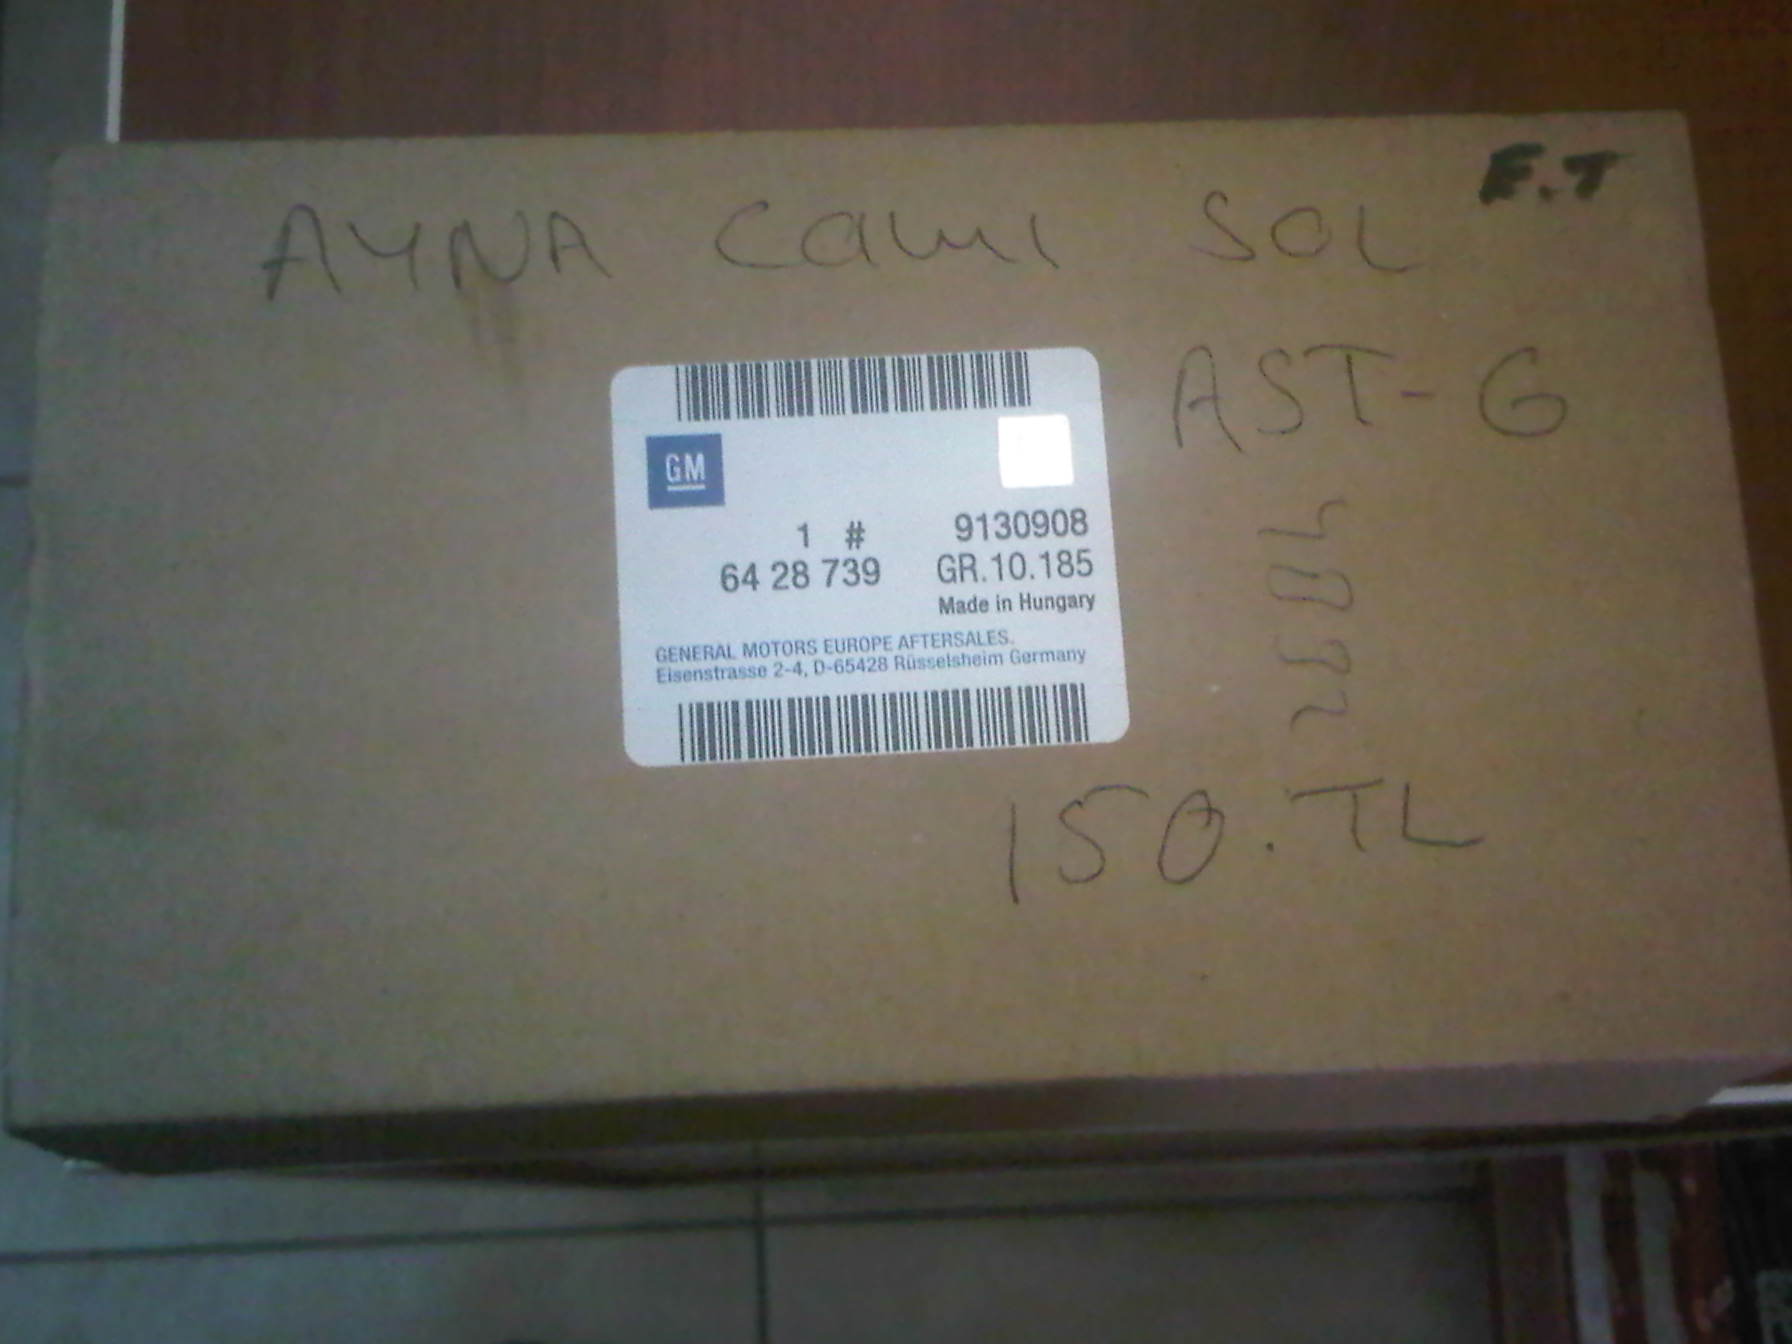 E.T
AYNA CAMI SOL
AST-G
GM
1 # 9130908
64 28 739 GR.10.185
Made in Hungary
GENERAL MOTORS EUROPE AFTERSALES.
Eisenstrasse 2-4, D-65428 Rüsselsheim Germany
150.TL